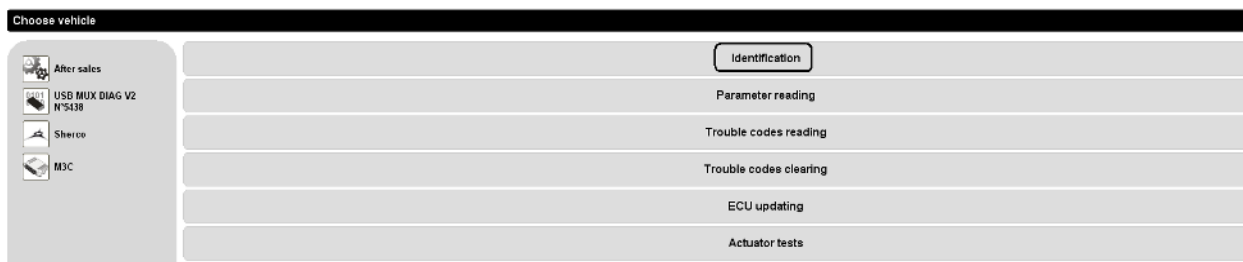 Choose vehicle
After sales
USB MUX DIAG V2
N°5438
Sherco
M3C
Identification
Parameter reading
Trouble codes reading
Trouble codes clearing
ECU updating
Actuator tests